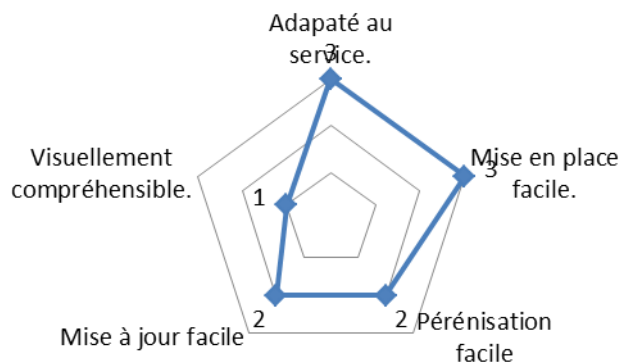 Adapaté au
service.
3
Mise en place
facile.
3
Pérénisation
facile
2
Mise à jour facile
2
Visuellement
compréhensible.
1